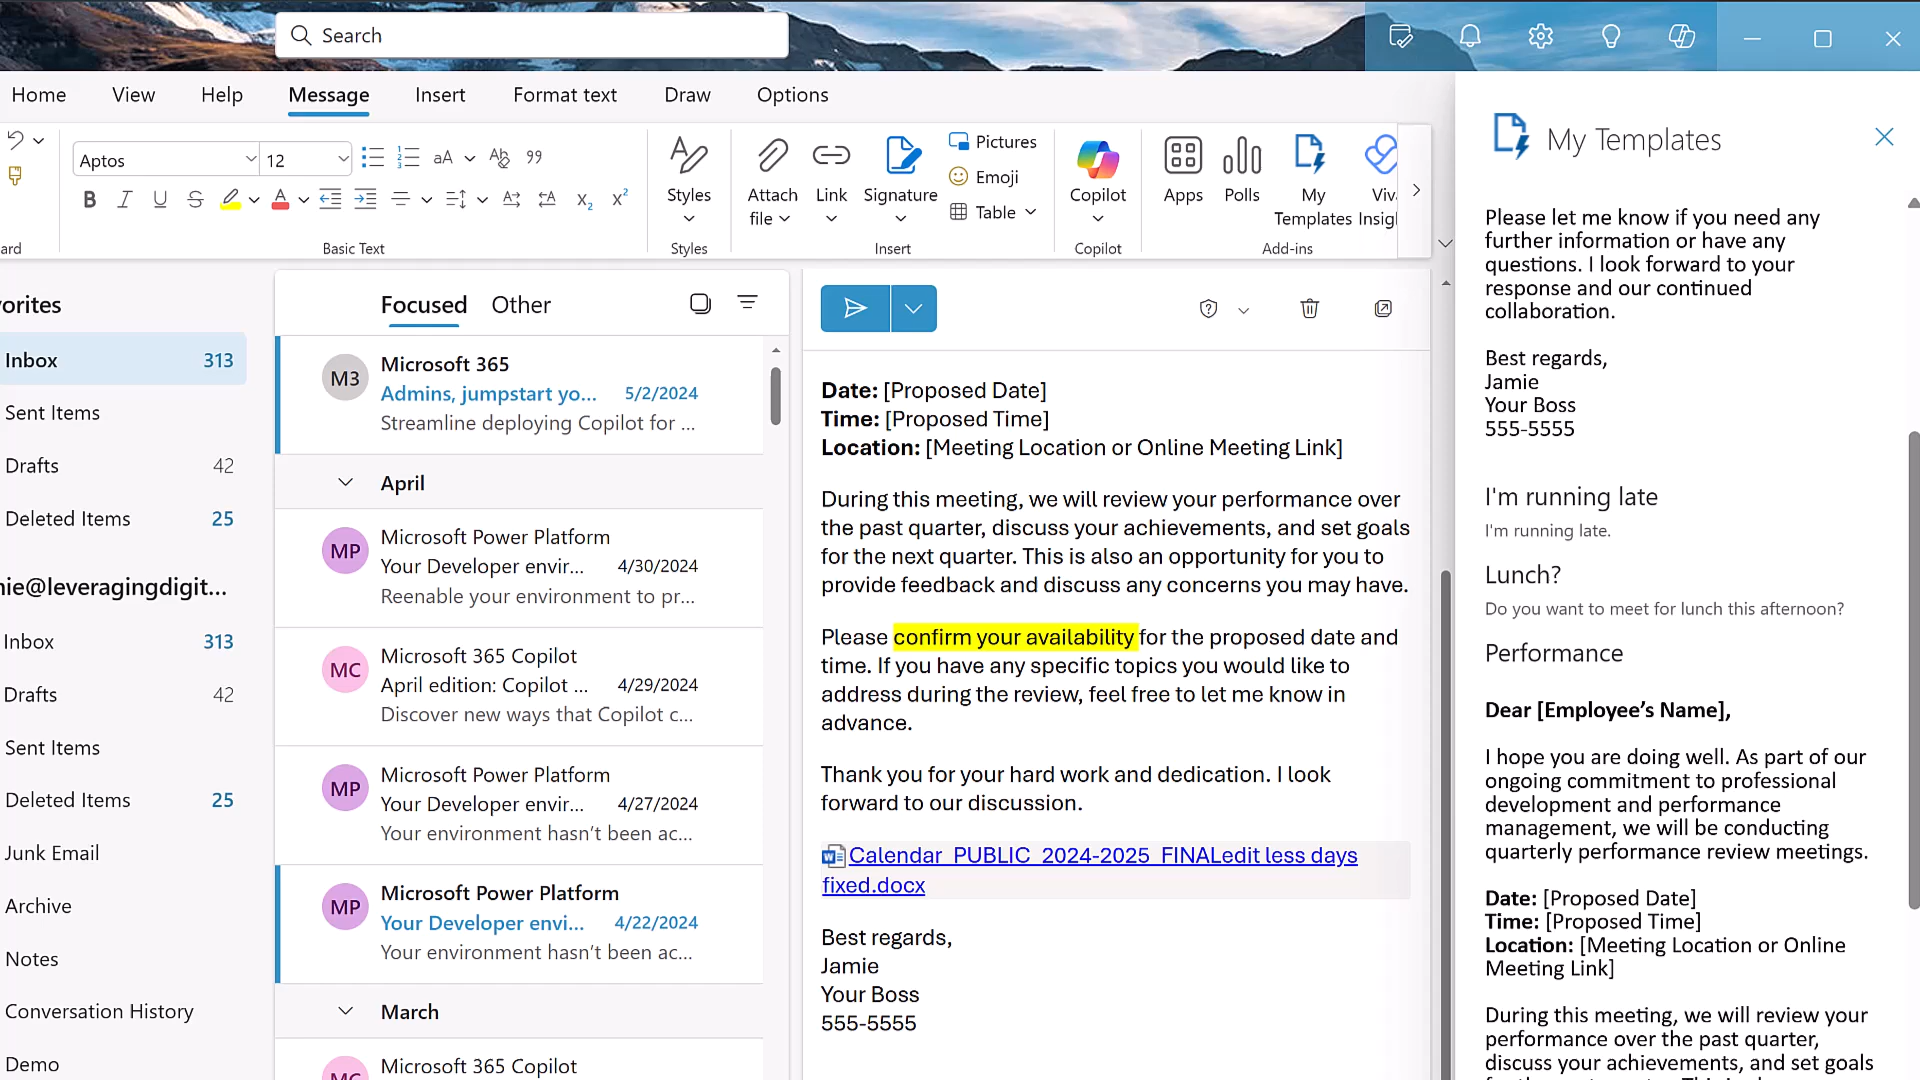 Search
Home View Help Message Insert Format text Draw Options
Aptos 12 aA 99
B I U S A x2 x2
ard Basic Text
Styles
Styles
Attach file
Link
Signature
Pictures
Emoji
Table
Insert
Copilot
Copilot
Apps
Polls
My Templates
Viv
Insigl
Add-ins
vorites
Inbox 313
Sent Items
Drafts 42
Deleted Items 25
nie@leveragingdigit...
Inbox 313
Drafts 42
Sent Items
Deleted Items 25
Junk Email
Archive
Notes
Conversation History
Demo
Focused Other
M3
Microsoft 365
Admins, jumpstart yo... 5/2/2024
Streamline deploying Copilot for ...
April
MP
Microsoft Power Platform
Your Developer envir... 4/30/2024
Reenable your environment to pr...
MC
Microsoft 365 Copilot
April edition: Copilot ... 4/29/2024
Discover new ways that Copilot c...
MP
Microsoft Power Platform
Your Developer envir... 4/27/2024
Your environment hasn't been ac...
MP
Microsoft Power Platform
Your Developer envi... 4/22/2024
Your environment hasn't been ac...
March
MC
Microsoft 365 Copilot
Date: [Proposed Date]
Time: [Proposed Time]
Location: [Meeting Location or Online Meeting Link]
During this meeting, we will review your performance over
the past quarter, discuss your achievements, and set goals
for the next quarter. This is also an opportunity for you to
provide feedback and discuss any concerns you may have.
Please confirm your availability for the proposed date and
time. If you have any specific topics you would like to
address during the review, feel free to let me know in
advance.
Thank you for your hard work and dedication. I look
forward to our discussion.
Calendar_PUBLIC_2024-2025_FINALedit less days
fixed.docx
Best regards,
Jamie
Your Boss
555-5555
My Templates
Please let me know if you need any
further information or have any
questions. I look forward to your
response and our continued
collaboration.
Best regards,
Jamie
Your Boss
555-5555
I'm running late
I'm running late.
Lunch?
Do you want to meet for lunch this afternoon?
Performance
Dear [Employee’s Name],
I hope you are doing well. As part of our
ongoing commitment to professional
development and performance
management, we will be conducting
quarterly performance review meetings.
Date: [Proposed Date]
Time: [Proposed Time]
Location: [Meeting Location or Online
Meeting Link]
During this meeting, we will review your
performance over the past quarter,
discuss your achievements, and set goals